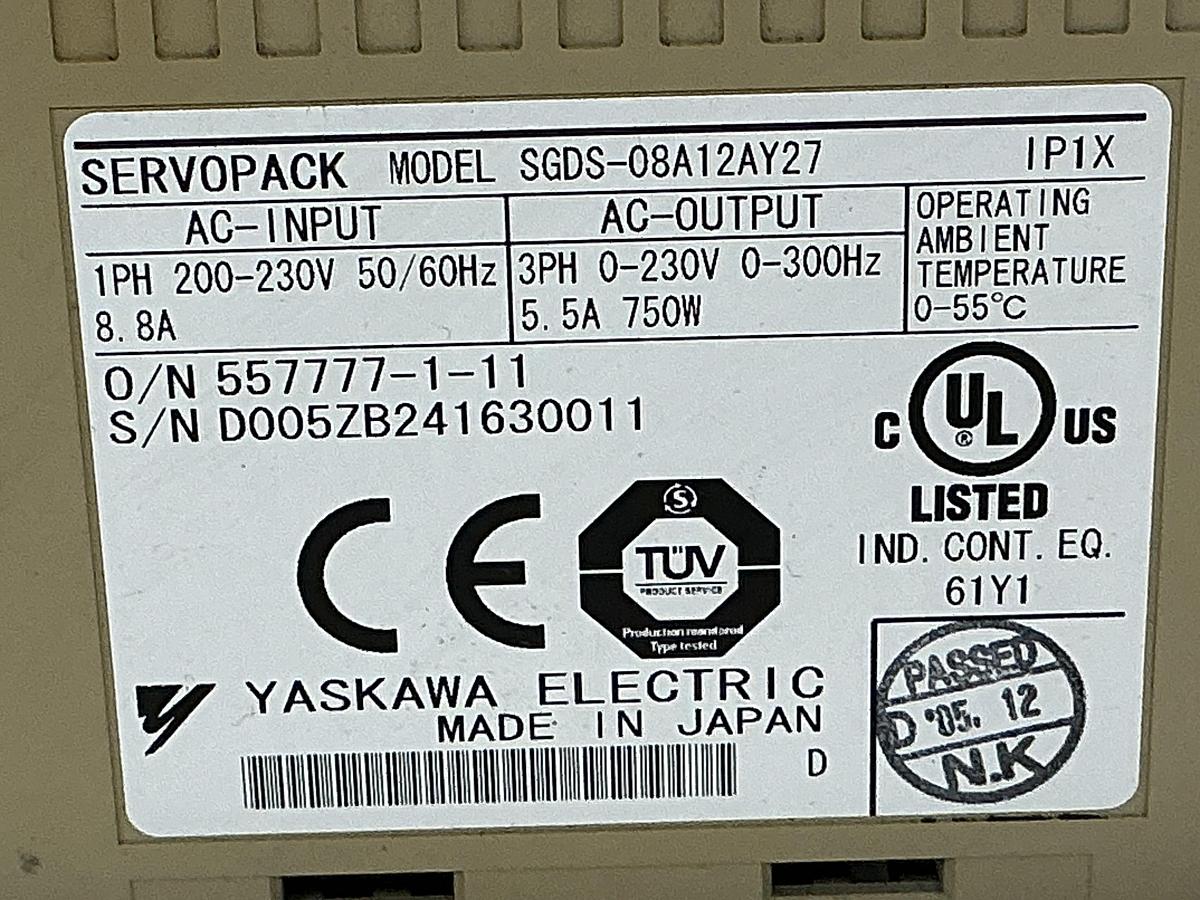 SERVOPACK MODEL SGDS-08A12AY27 IP1X
AC-INPUT
1PH 200-230V 50/60Hz
8.8A
AC-OUTPUT
3PH 0-230V 0-300Hz
5.5A 750W
OPERATING
AMBIENT
TEMPERATURE
0-55°C
O/N 557777-1-11
S/N D005ZB241630011
C UL® US
LISTED
IND. CONT. EQ.
61Y1
CE
S
TÜV
PRODUCT SERVICE
Production monitored
Type tested
PASSED
D '05. 12
N.K
YASKAWA ELECTRIC
MADE IN JAPAN
D